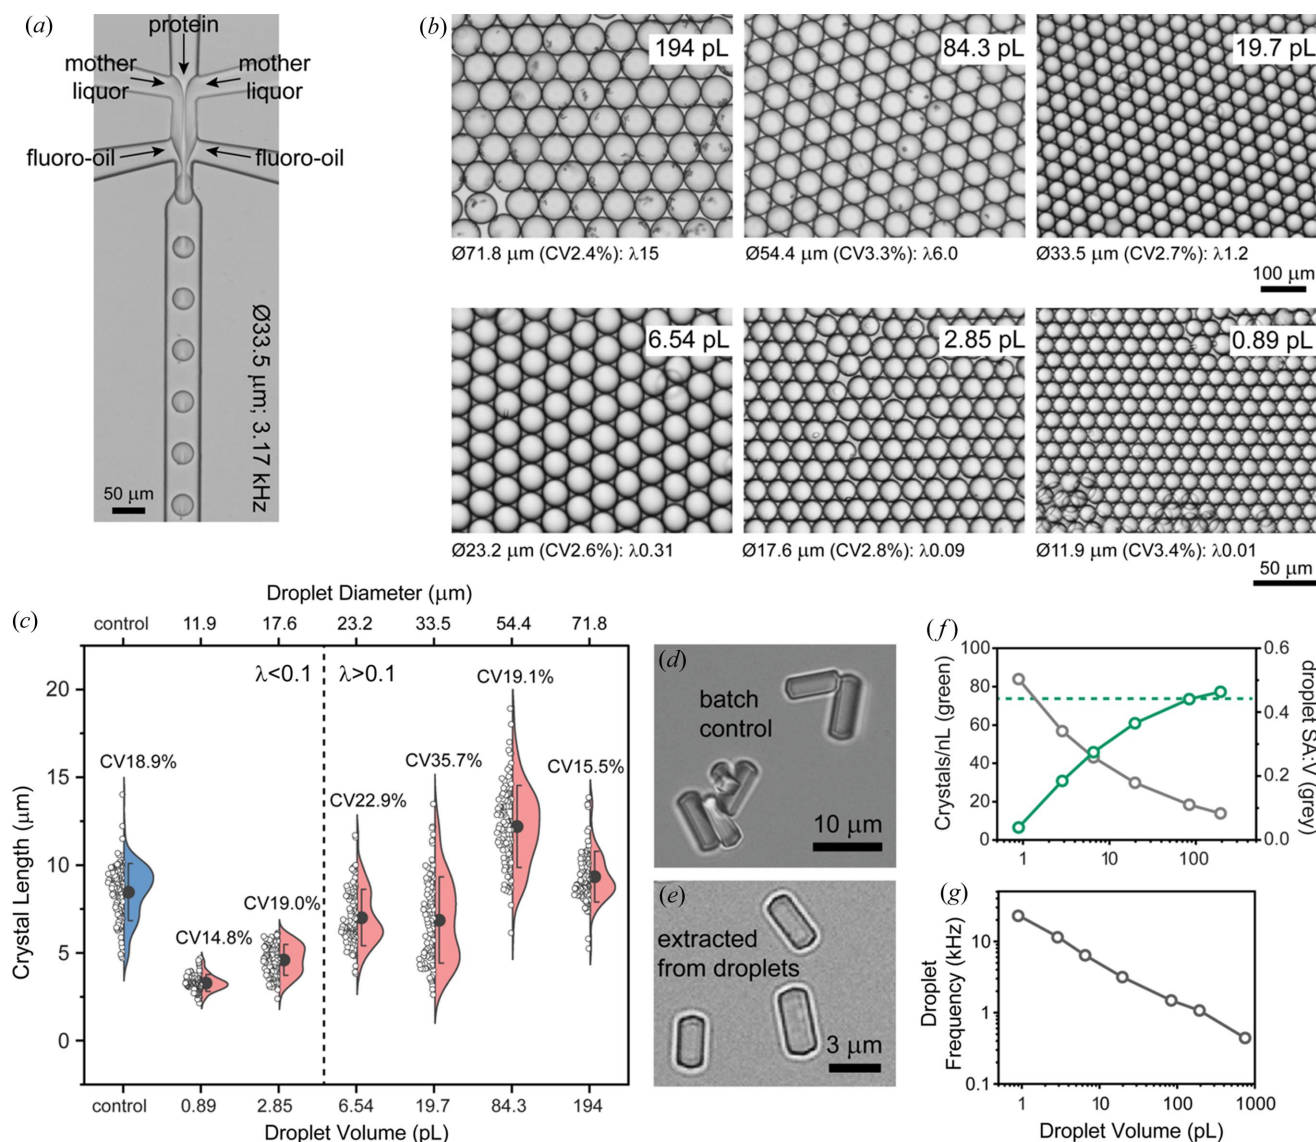 (a)
protein
mother
liquor
mother
liquor
fluoro-oil
fluoro-oil
Ø33.5 μm; 3.17 kHz
50 μm
(b)
194 pL
84.3 pL
19.7 pL
Ø71.8 μm (CV2.4%): λ15
Ø54.4 μm (CV3.3%): λ6.0
Ø33.5 μm (CV2.7%): λ1.2
100 μm
6.54 pL
2.85 pL
0.89 pL
Ø23.2 μm (CV2.6%): λ0.31
Ø17.6 μm (CV2.8%): λ0.09
Ø11.9 μm (CV3.4%): λ0.01
50 μm
(c)
Droplet Diameter (μm)
control 11.9 17.6 23.2 33.5 54.4 71.8
λ<0.1 λ>0.1
CV18.9%
CV14.8%
CV19.0%
CV22.9%
CV35.7%
CV19.1%
CV15.5%
Crystal Length (μm)
20
15
10
5
0
control 0.89 2.85 6.54 19.7 84.3 194
Droplet Volume (pL)
(d)
batch
control
10 μm
(e)
extracted
from droplets
3 μm
(f)
Crystals/nL (green)
100
80
60
40
20
0
droplet SA:V (grey)
0.6
0.4
0.2
0.0
1 10 100
(g)
Droplet
Frequency (kHz)
10
1
0.1
1 10 100 1000
Droplet Volume (pL)